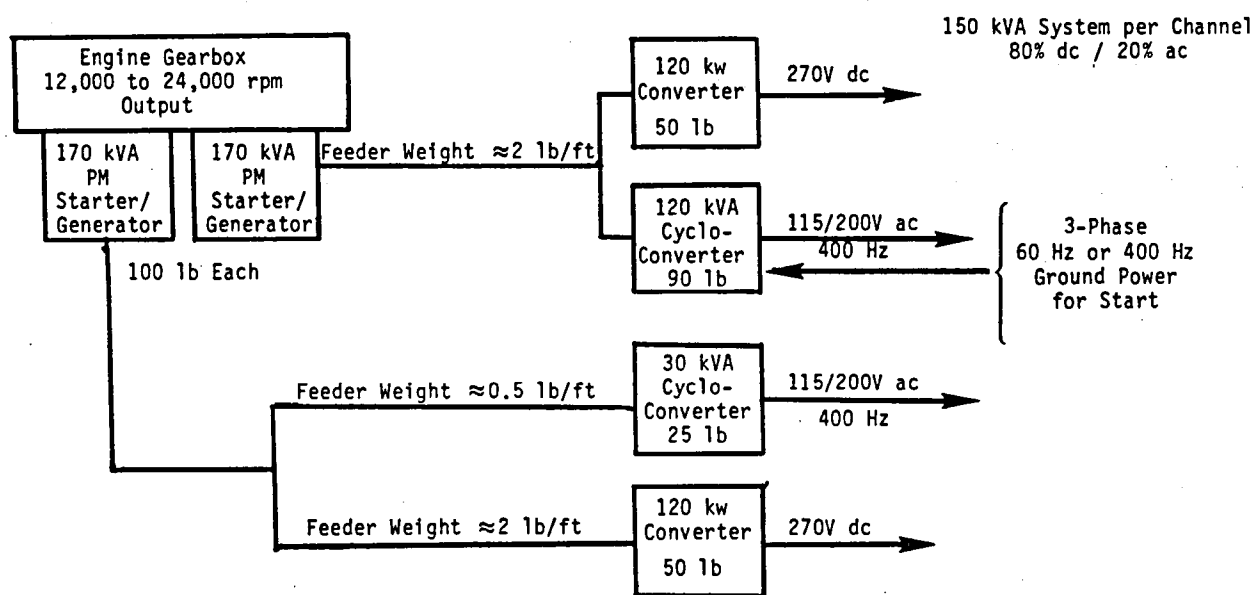 150 kVA System per Channel
80% dc / 20% ac
Engine Gearbox
12,000 to 24,000 rpm
Output
170 kVA
PM
Starter/
Generator
170 kVA
PM
Starter/
Generator
100 lb Each
Feeder Weight ≈2 lb/ft
120 kw
Converter
50 lb
270V dc
120 kVA
Cyclo-
Converter
90 lb
115/200V ac
400 Hz
3-Phase
60 Hz or 400 Hz
Ground Power
for Start
Feeder Weight ≈0.5 lb/ft
30 kVA
Cyclo-
Converter
25 lb
115/200V ac
400 Hz
Feeder Weight ≈2 lb/ft
120 kw
Converter
50 lb
270V dc